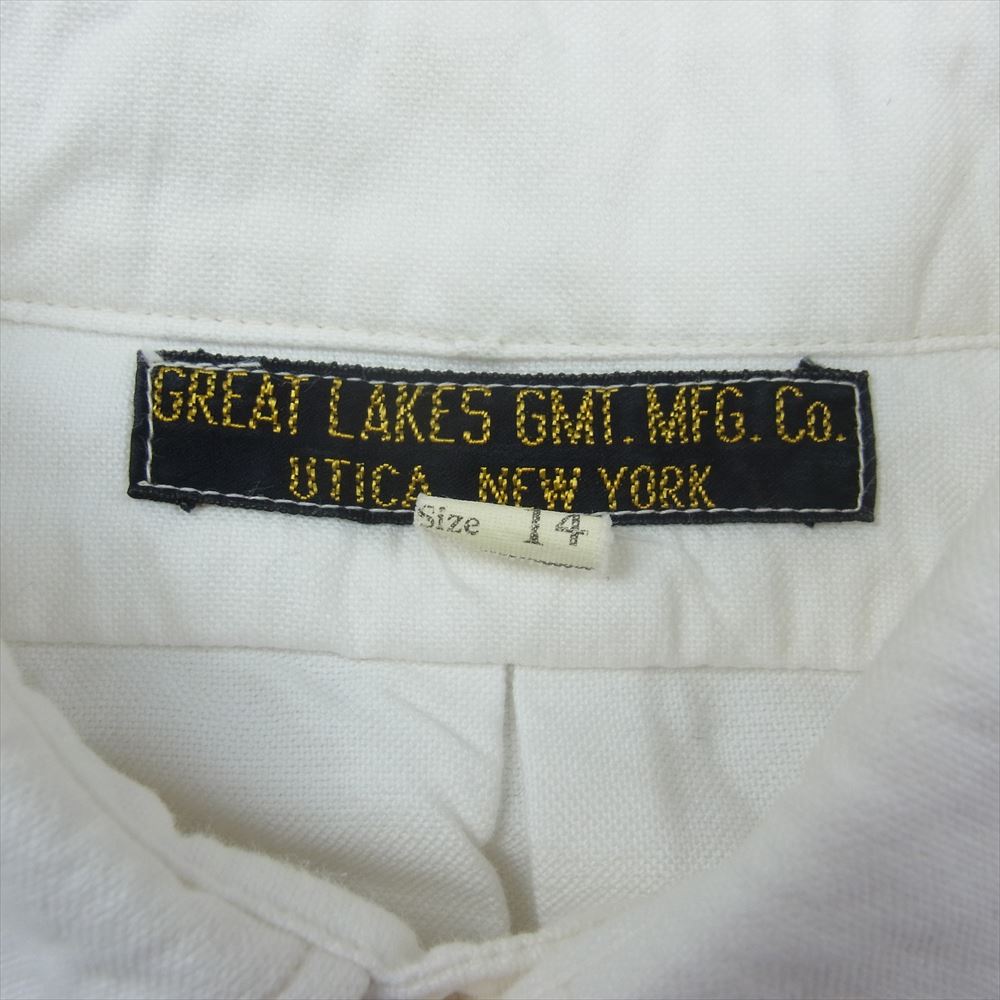 GREAT LAKES GMT. MFG. Co.
UTICA, NEW YORK
Size 14